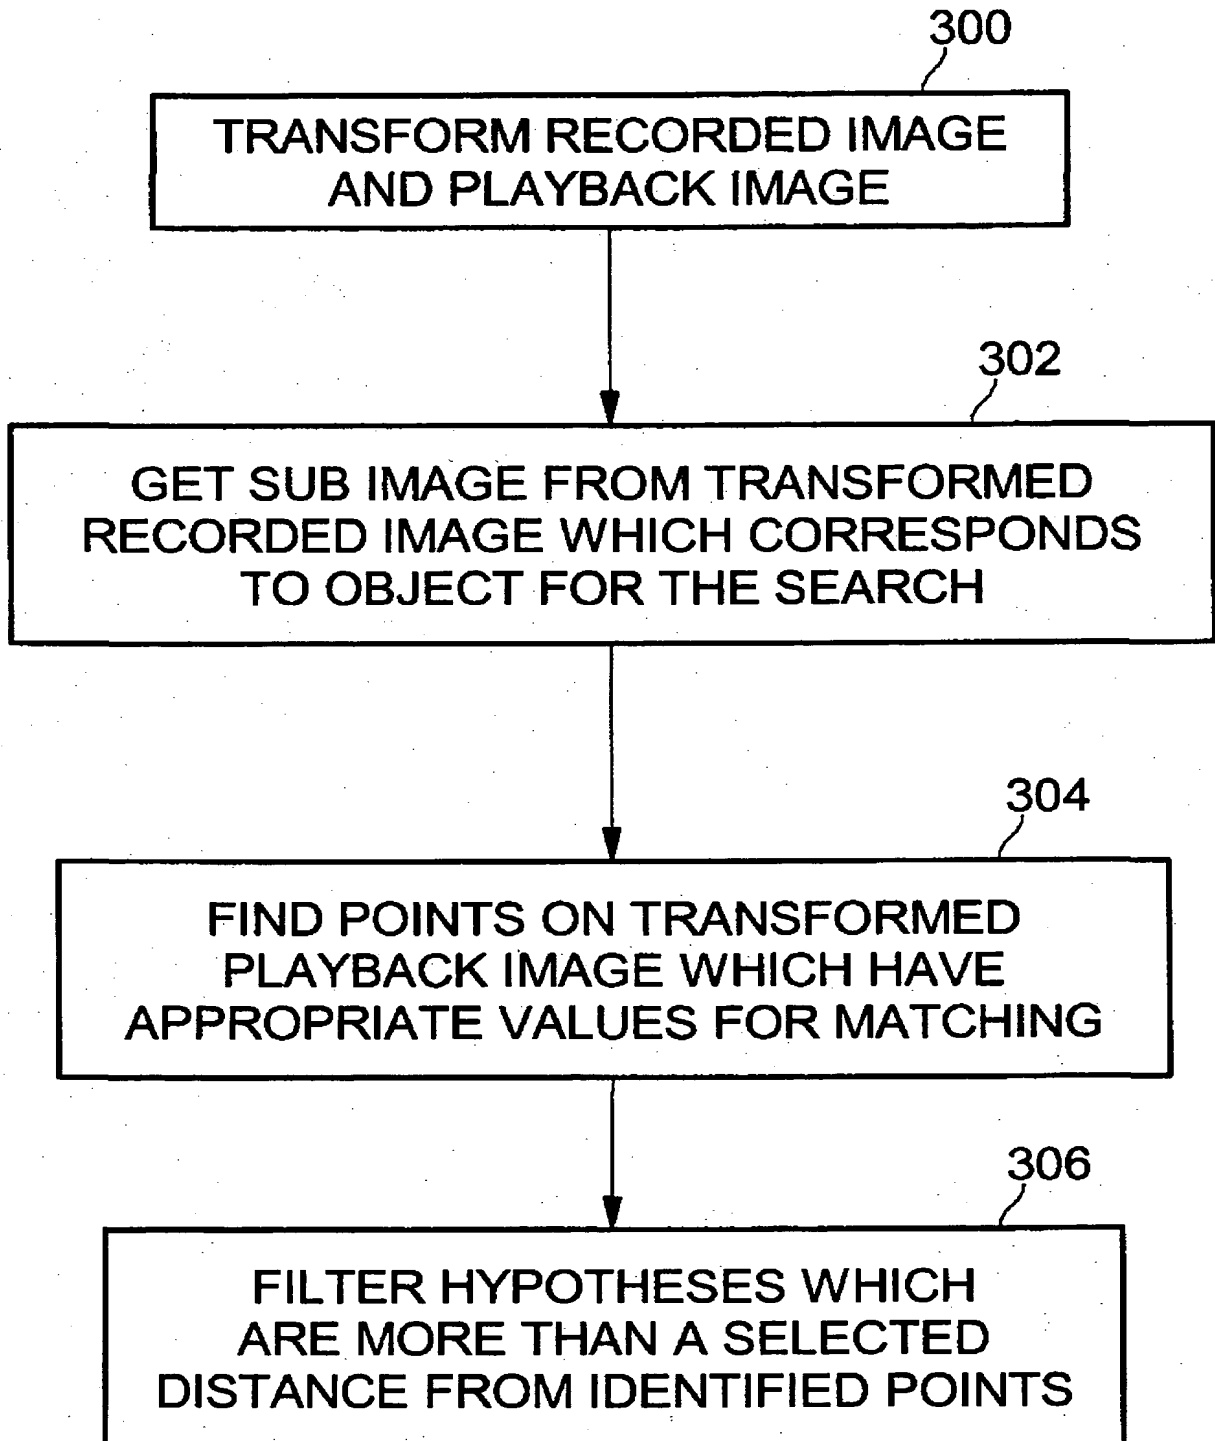 300
TRANSFORM RECORDED IMAGE
AND PLAYBACK IMAGE
302
GET SUB IMAGE FROM TRANSFORMED
RECORDED IMAGE WHICH CORRESPONDS
TO OBJECT FOR THE SEARCH
304
FIND POINTS ON TRANSFORMED
PLAYBACK IMAGE WHICH HAVE
APPROPRIATE VALUES FOR MATCHING
306
FILTER HYPOTHESES WHICH
ARE MORE THAN A SELECTED
DISTANCE FROM IDENTIFIED POINTS